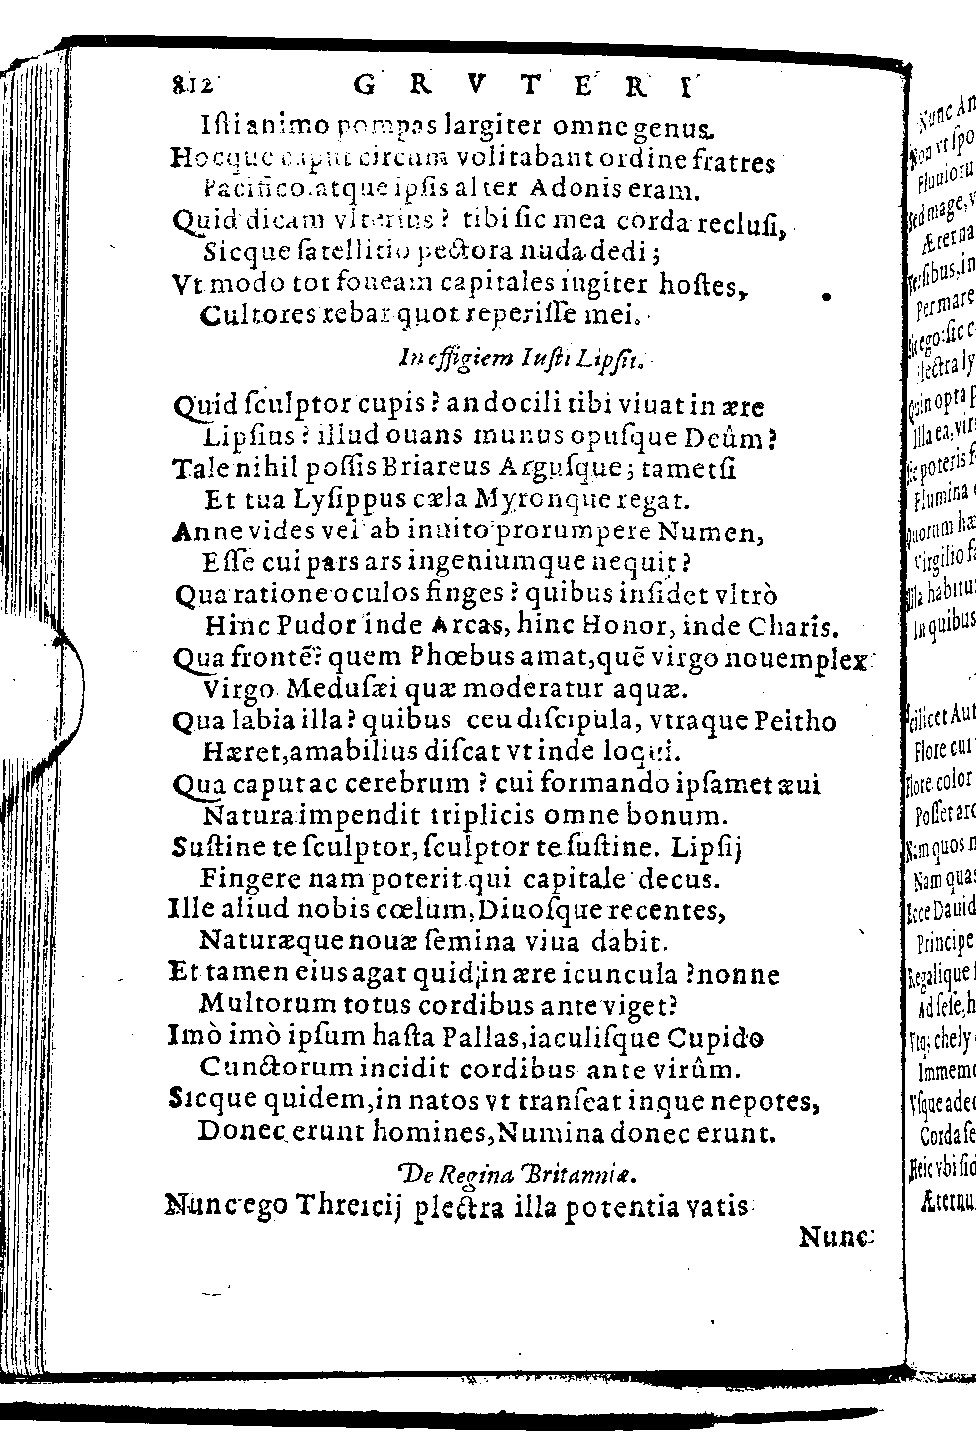 812 GRVTERI
Isti animo pompas largiter omne genus.
Hocque caput circum volitabant ordine fratres
Pacifico. atque ipsis alter Adonis eram.
Quid dicam vlterius? tibi sic mea corda reclusi,
Sicque satellitio pectora nuda dedi;
Vt modo tot foueam capitales iugiter hostes,
Cultores rebar quot reperisse mei.
In effigiem Iusti Lipsii.
Quid sculptor cupis? an docili tibi viuat in ære
Lipsius? illud ouans munus opusque Deûm?
Tale nihil possis Briareus Argusque; tametsi
Et tua Lysippus cæla Myronque regat.
Anne vides vel ab inuito prorumpere Numen,
Esse cui pars ars ingeniumque nequit?
Qua ratione oculos finges? quibus insidet vltrò
Hinc Pudor inde Arcas, hinc Honor, inde Charis.
Qua frontẽ? quem Phœbus amat, quẽ virgo nouemplex
Virgo Medusæi quæ moderatur aquæ.
Qua labia illa? quibus ceu discipula, vtraque Peitho
Hæret, amabilius discat vt inde loqui.
Qua caput ac cerebrum? cui formando ipsamet æui
Natura impendit triplicis omne bonum.
Sustine te sculptor, sculptor te sustine. Lipsij
Fingere nam poterit qui capitale decus.
Ille aliud nobis cœlum, Diuosque recentes,
Naturæque nouæ semina viua dabit.
Et tamen eius agat quid, in ære icuncula? nonne
Multorum totus cordibus ante viget?
Imò imò ipsum hasta Pallas, iaculisque Cupido
Cunctorum incidit cordibus ante virûm.
Sicque quidem, in natos vt transeat inque nepotes,
Donec erunt homines, Numina donec erunt.
De Regina Britanniæ.
Nunc ego Threicij plectra illa potentia vatis
Nunc